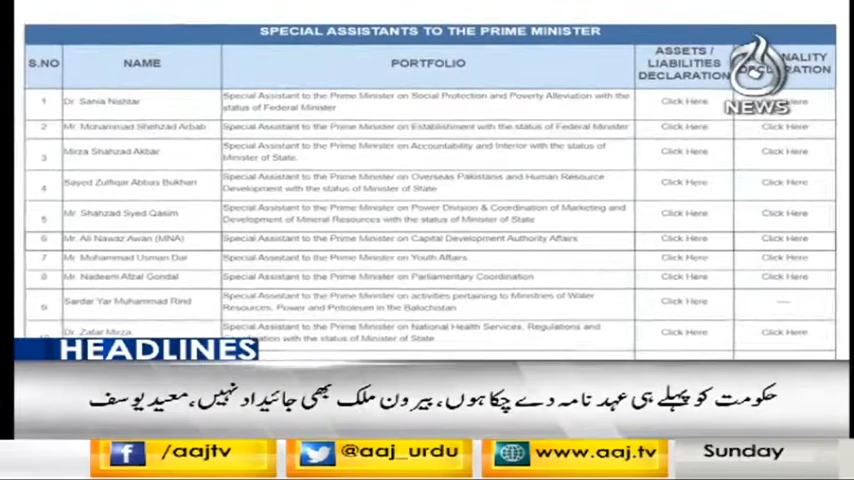 SPECIAL ASSISTANTS TO THE PRIME MINISTER
S.NO NAME PORTFOLIO ASSETS / LIABILITIES DECLARATION
1 Dr. Sania Nishtar Special Assistant to the Prime Minister on Social Protection and Poverty Alleviation with the status of Federal Minister Click Here
2 Mr. Mohammad Shehzad Arbab Special Assistant to the Prime Minister on Establishment with the status of Federal Minister Click Here Click Here
3 Mirza Shahzad Akbar Special Assistant to the Prime Minister on Accountability and Interior with the status of Minister of State. Click Here Click Here
4 Sayed Zulfiqar Abbas Bukhari Special Assistant to the Prime Minister on Overseas Pakistanis and Human Resource Development with the status of Minister of State Click Here Click Here
5 Mr. Shahzad Syed Qasim Special Assistant to the Prime Minister on Power Division & Coordination of Marketing and Development of Mineral Resources with the status of Minister of State Click Here Click Here
6 Mr. Ali Nawaz Awan (MNA) Special Assistant to the Prime Minister on Capital Development Authority Affairs Click Here Click Here
7 Mr. Mohammad Usman Dar Special Assistant to the Prime Minister on Youth Affairs. Click Here Click Here
8 Mr. Nadeem Afzal Gondal Special Assistant to the Prime Minister on Parliamentary Coordination Click Here Click Here
9 Sardar Yar Muhammad Rind Special Assistant to the Prime Minister on activities pertaining to Ministries of Water Resources, Power and Petroleum in the Balochistan Click Here ----
Dr. Zafar Mirza Special Assistant to the Prime Minister on National Health Services, Regulations and with the status of Minister of State Click Here Click Here
NEWS
HEADLINES
حکومت کو پہلے ہی عہد نامہ دے چکا ہوں، بیرون ملک بھی جائیداد نہیں، معید یوسف
/aajtv @aaj_urdu www.aaj.tv Sunday